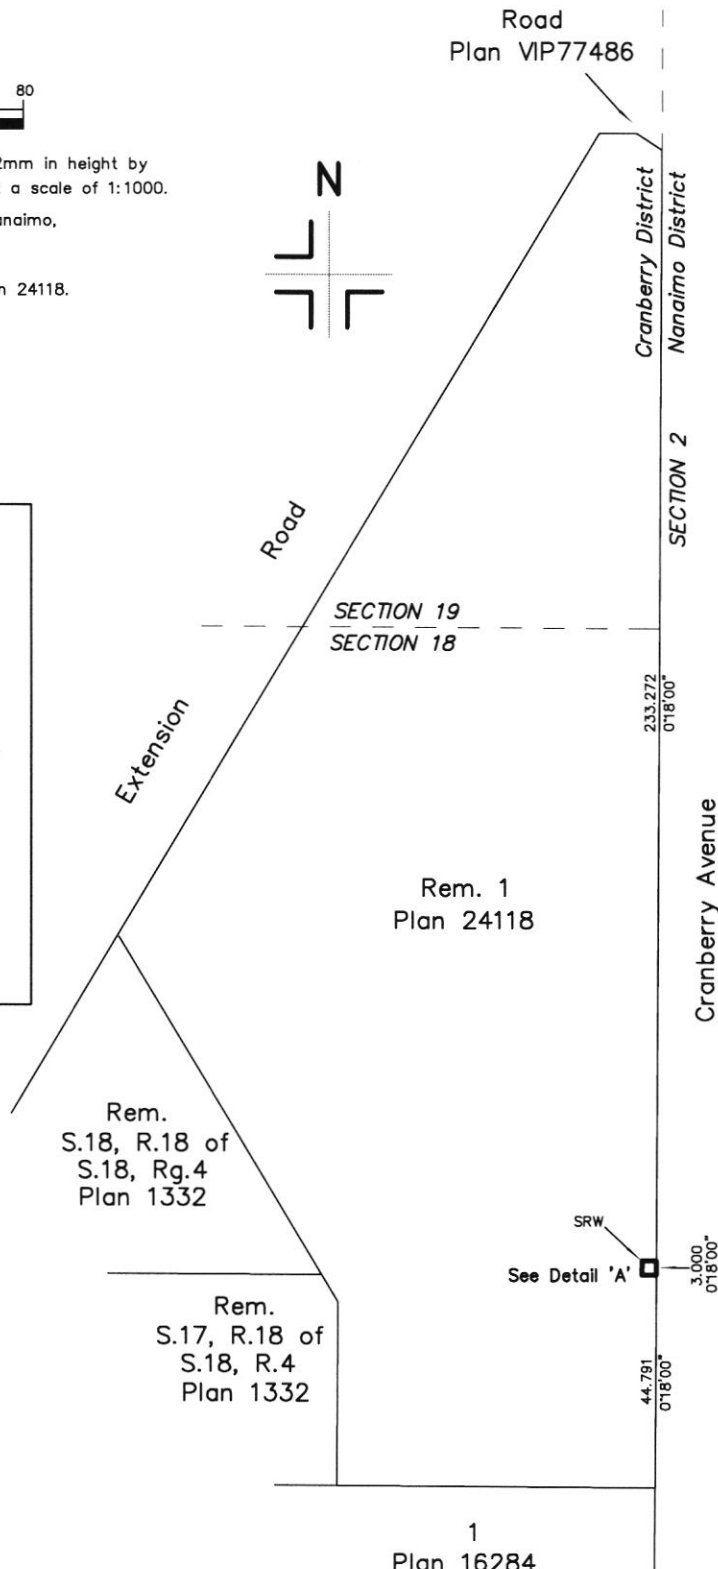 Road
Plan VIP77486
80
2mm in height by
a scale of 1:1000.
anaimo,
24118.
N
Cranberry District
Nanaimo District
SECTION 2
Road
SECTION 19
SECTION 18
233.272
0°18'00"
Extension
Rem. 1
Plan 24118
Cranberry Avenue
Rem.
S.18, R.18 of
S.18, Rg.4
Plan 1332
SRW
See Detail 'A'
3.000
0°18'00"
Rem.
S.17, R.18 of
S.18, R.4
Plan 1332
44.791
0°18'00"
1
Plan 16284